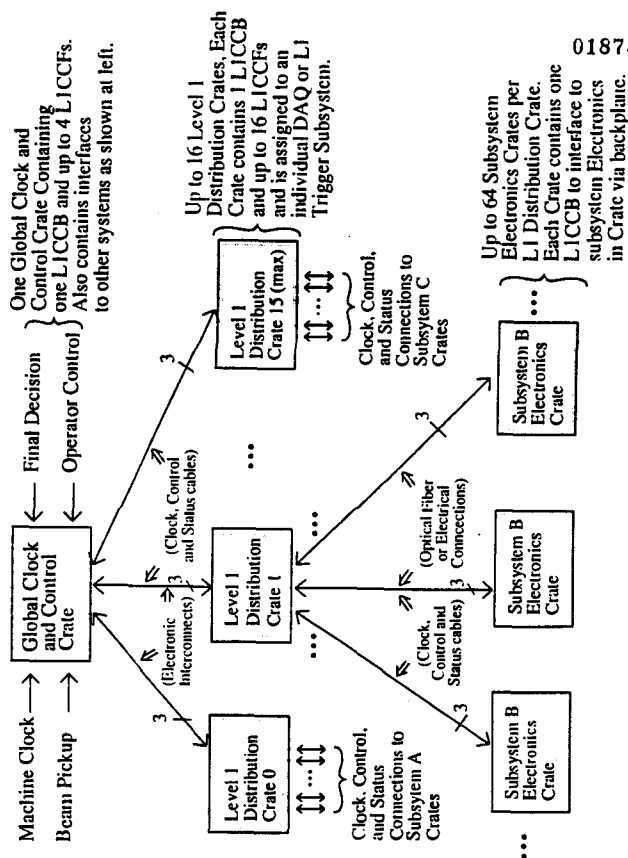 0187
Machine Clock
Beam Pickup
Global Clock
and Control
Crate
Final Decision
Operator Control
One Global Clock and
Control Crate Containing
one L1CCB and up to 4 L1CCFs.
Also contains interfaces
to other systems as shown at left.
3
(Electronic
Interconnects)
3
(Clock, Control
and Status cables)
3
Level 1
Distribution
Crate 0
Level 1
Distribution
Crate 1
...
Level 1
Distribution
Crate 15 (max)
Up to 16 Level 1
Distribution Crates, Each
Crate contains 1 L1CCB
and up to 16 L1CCFs
and is assigned to an
individual DAQ or L1
Trigger Subsystem.
...
Clock, Control,
and Status
Connections to
Subsytem A
Crates
...
...
...
Clock, Control,
and Status
Connections to
Subsytem C
Crates
3
(Clock,
Control and
Status cables)
3
(Optical Fiber
or Electrical
Conncections)
3
...
Subsystem B
Electronics
Crate
Subsystem B
Electronics
Crate
Subsystem B
Electronics
Crate
...
Up to 64 Subsystem
Electronics Crates per
L1 Distribution Crate.
Each Crate contains one
L1CCB to interface to
subsystem Electronics
in Crate via backplane.